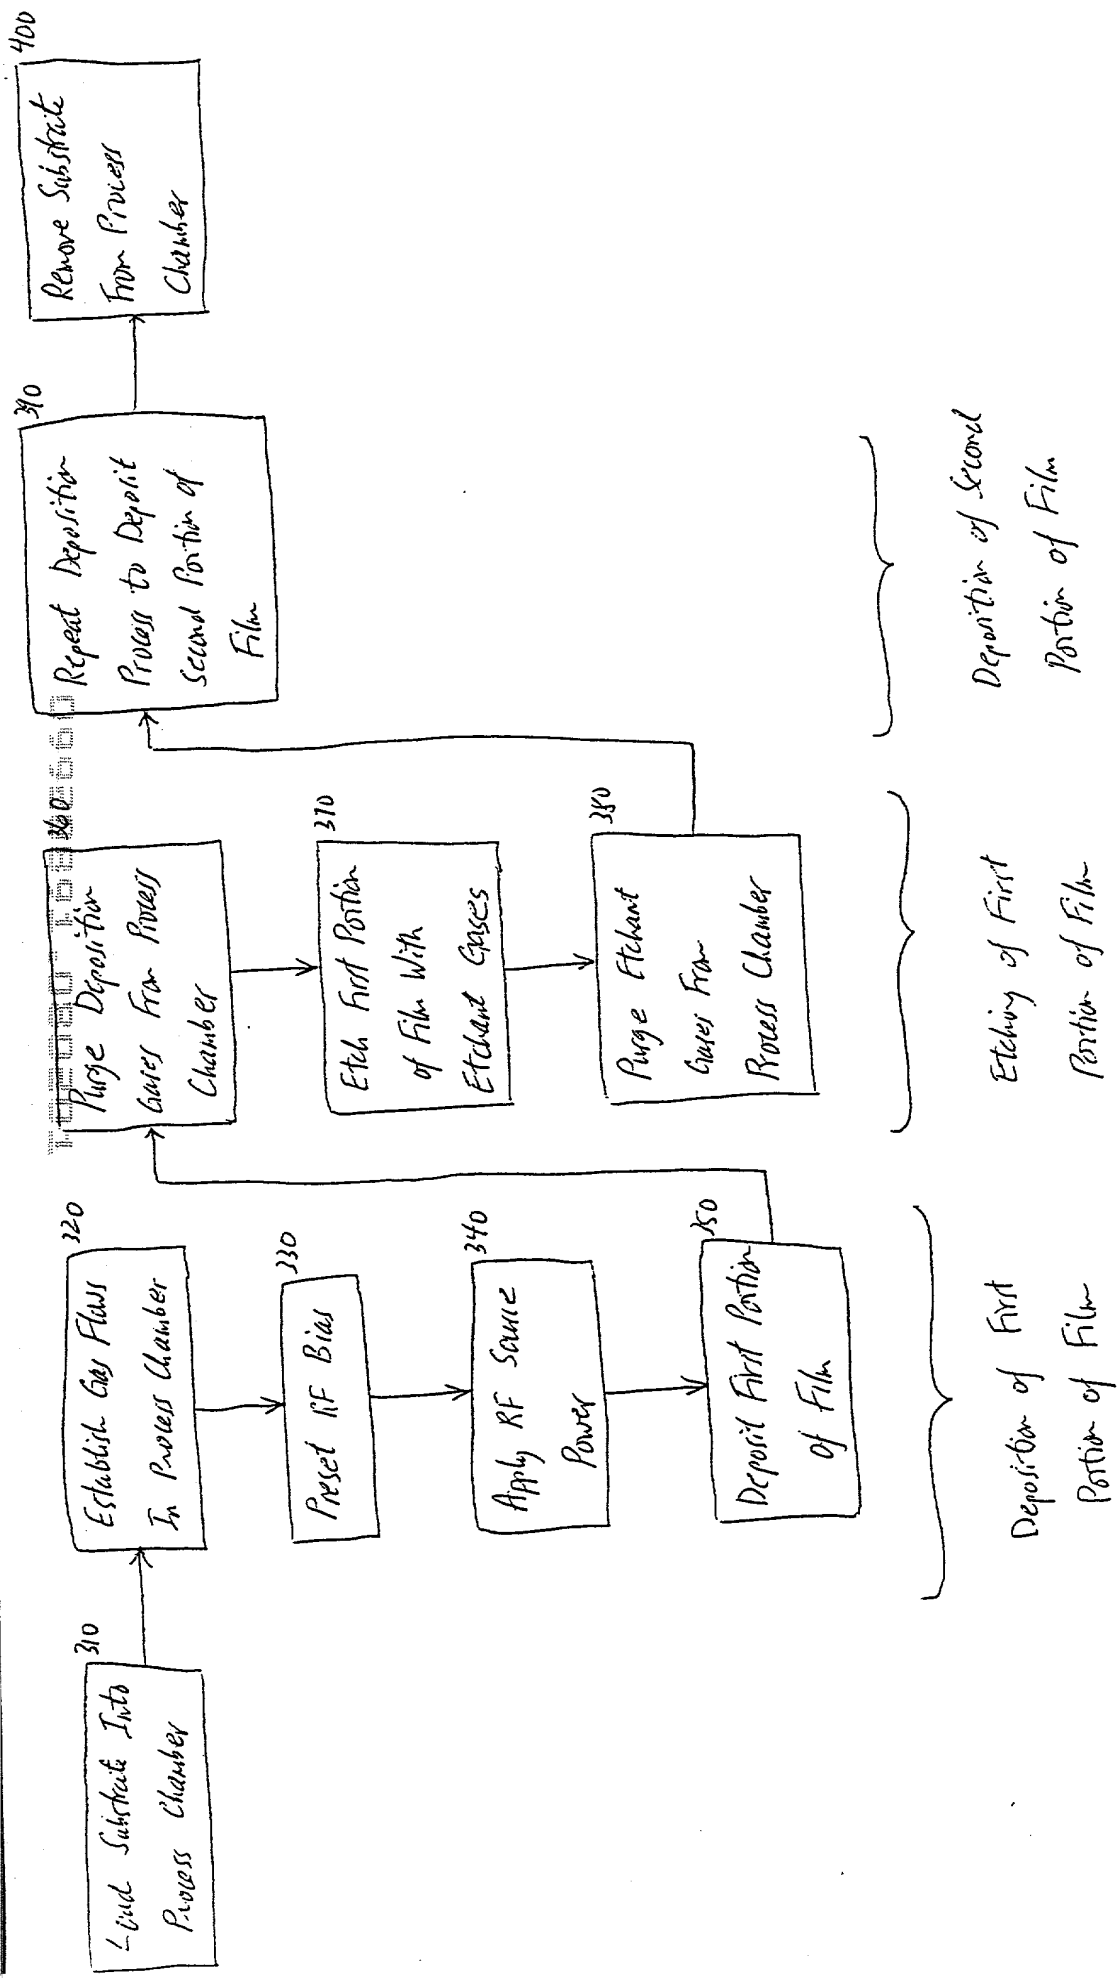 310
Load Substrate Into
Process Chamber
320
Establish Gas Flows
In Process Chamber
330
Preset RF Bias
340
Apply RF Source
Power
350
Deposit First Portion
of Film
Deposition of First
Portion of Film
360
Purge Deposition
Gases From Process
Chamber
370
Etch First Portion
of Film With
Etchant Gases
380
Purge Etchant
Gases From
Process Chamber
Etching of First
Portion of Film
390
Repeat Deposition
Process to Deposit
Second Portion of
Film
Deposition of Second
Portion of Film
400
Remove Substrate
From Process
Chamber